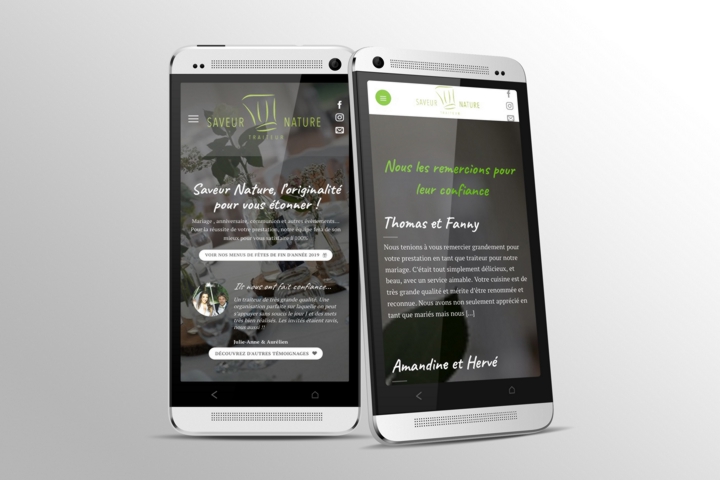 SAVEUR NATURE
TRAITEUR
Saveur Nature, l'originalité
pour vous étonner !
Mariage, anniversaire, communion et autres événements...
Pour la réussite de votre prestation, notre équipe fera de son
mieux pour vous satisfaire à 100%.
VOIR NOS MENUS DE FÊTES DE FIN D'ANNÉE 2019
Ils nous ont fait confiance...
Un traiteur de très grande qualité. Une
organisation parfaite sur laquelle on peut
s'appuyer sans soucis le jour J et des mets
très bien réalisés. Les invités étaient ravis,
nous aussi !!
Julie-Anne & Aurélien
DÉCOUVREZ D'AUTRES TÉMOIGNAGES
SAVEUR NATURE
Nous les remercions pour
leur confiance
Thomas et Fanny
Nous tenions à vous remercier grandement pour
votre prestation en tant que traiteur pour notre
mariage. C'était tout simplement délicieux, et
beau, avec un service aimable. Votre cuisine est de
très grande qualité et mérite d'être renommée et
reconnue. Nous avons non seulement apprécié en
tant que mariés mais nous [...]
Amandine et Hervé